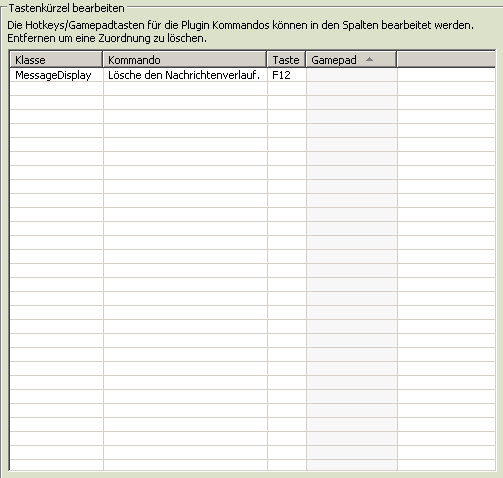 Tastenkürzel bearbeiten
Die Hotkeys/Gamepadtasten für die Plugin Kommandos können in den Spalten bearbeitet werden.
Entfernen um eine Zuordnung zu löschen.
Klasse Kommando Taste Gamepad
MessageDisplay Lösche den Nachrichtenverlauf. F12